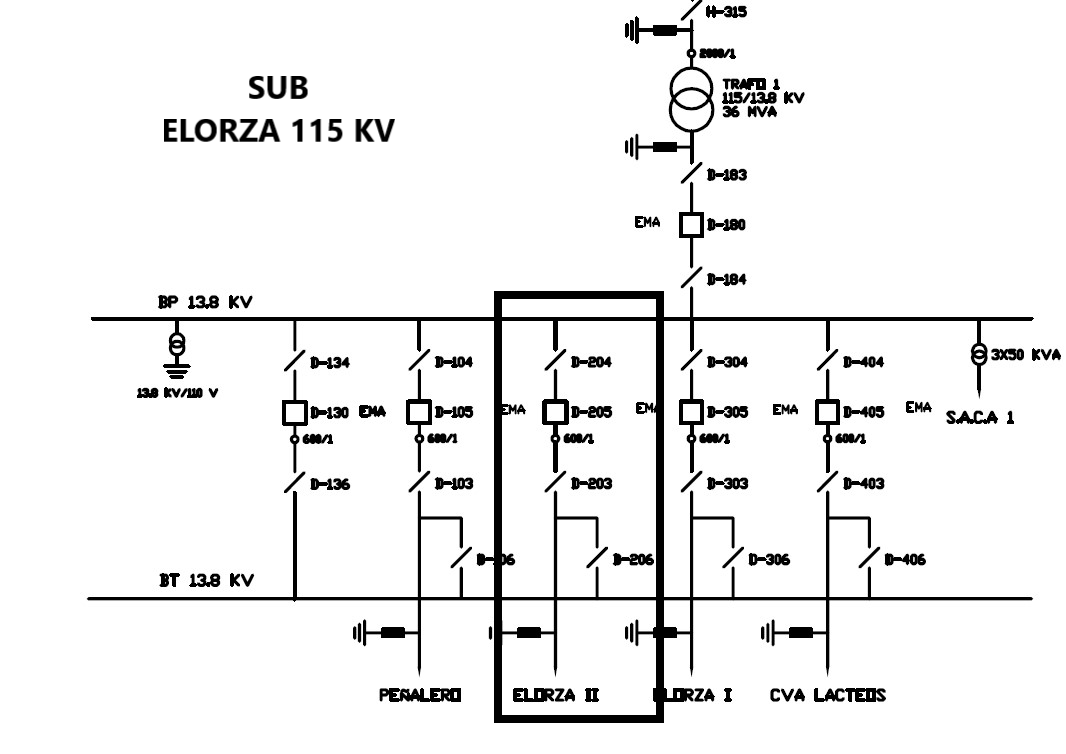 H-315
2000/1
SUB
ELORZA 115 KV
TRAFO 1
115/13.8 KV
36 MVA
D-183
EMA D-180
D-184
BP 13.8 KV
D-134 D-104 D-204 D-304 D-404 3X50 KVA
13.8 KV/110 V
D-130 EMA D-105 EMA D-205 EMA D-305 EMA D-405 EMA S.A.C.A 1
600/1 600/1 600/1 600/1 600/1
D-136 D-103 D-203 D-303 D-403
D-206 D-306 D-406
BT 13.8 KV
PEÑALERO ELORZA II ELORZA I CVA LACTEOS